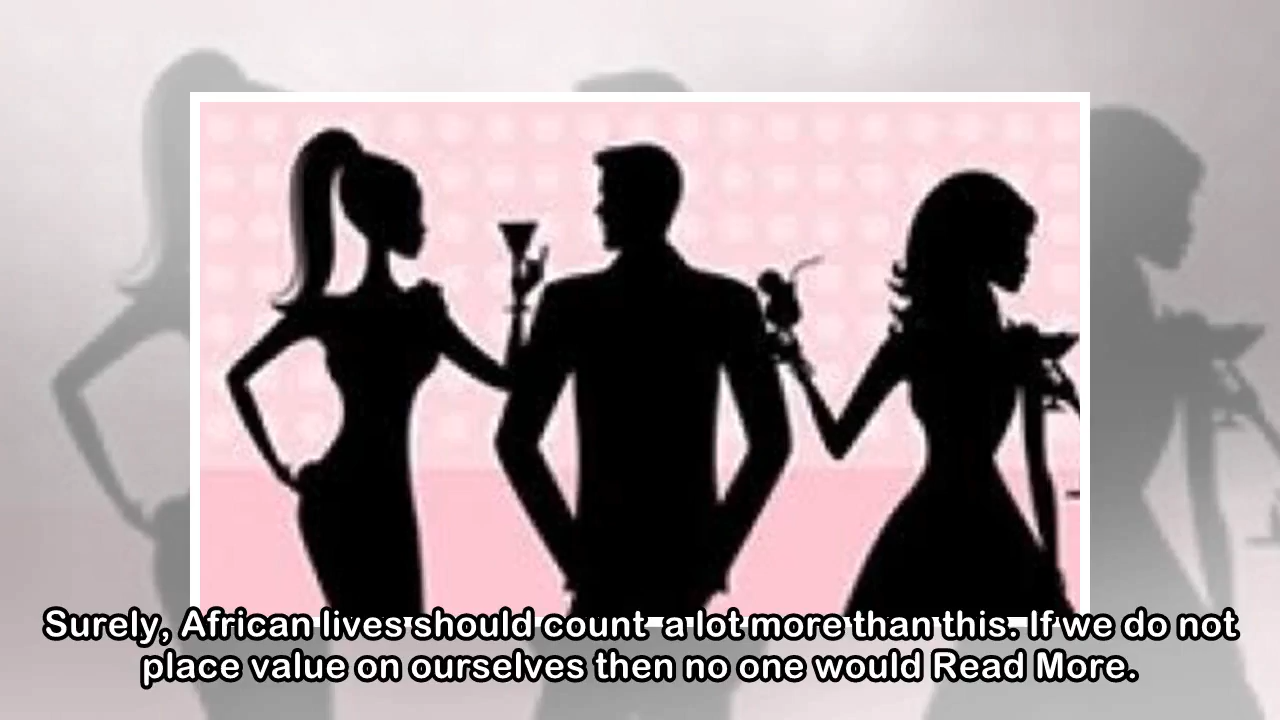 Surely, African lives should count  a lot more than this. If we do not
place value on ourselves then no one would Read More.